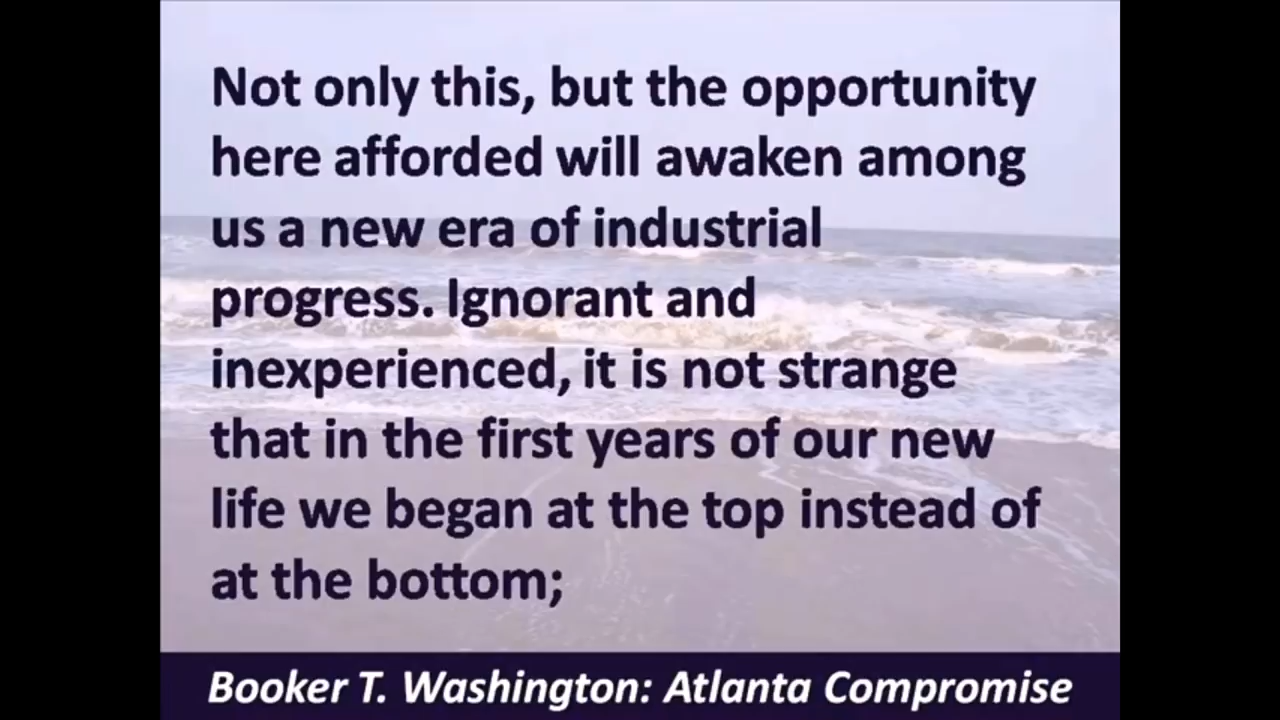 Not only this, but the opportunity
here afforded will awaken among
us a new era of industrial
progress. Ignorant and
inexperienced, it is not strange
that in the first years of our new
life we began at the top instead of
at the bottom;
Booker T. Washington: Atlanta Compromise